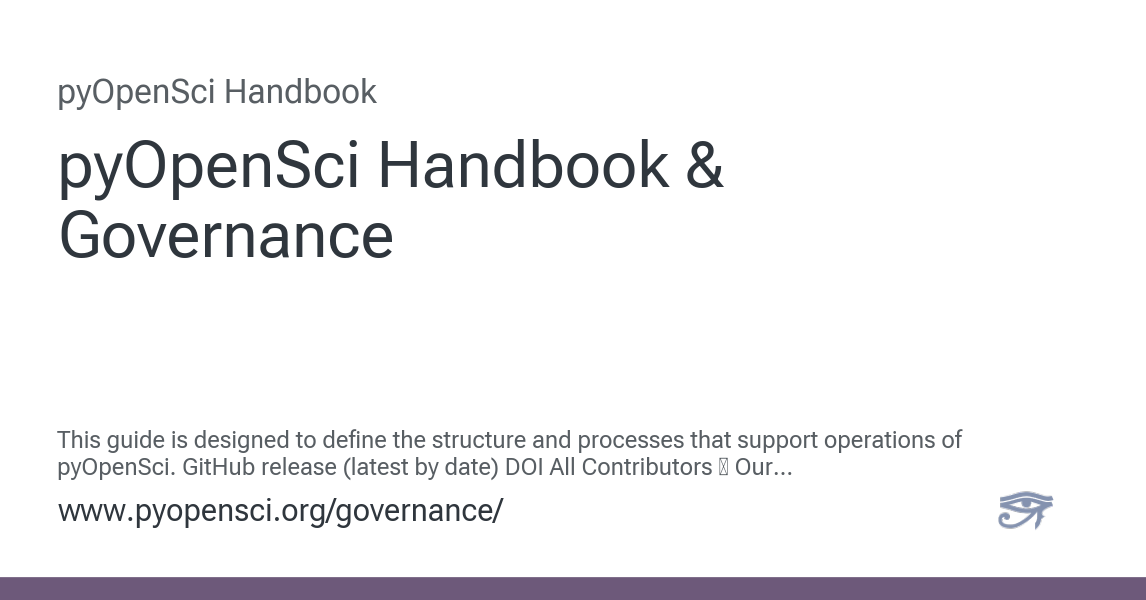 pyOpenSci Handbook
pyOpenSci Handbook &
Governance
This guide is designed to define the structure and processes that support operations of
pyOpenSci. GitHub release (latest by date) DOI All Contributors Our...
www.pyopensci.org/governance/